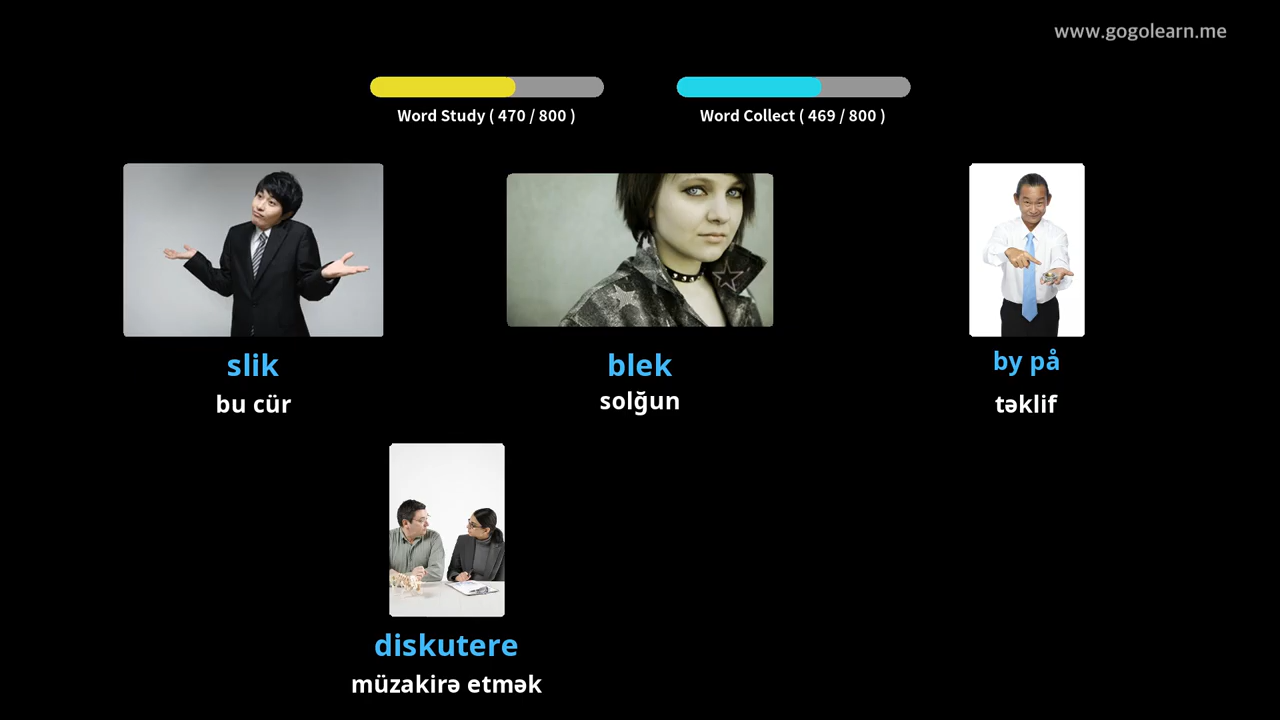 www.gogolearn.me
Word Study ( 470 / 800 )
Word Collect ( 469 / 800 )
slik
bu cür
blek
solğun
by på
təklif
diskutere
müzakirə etmək